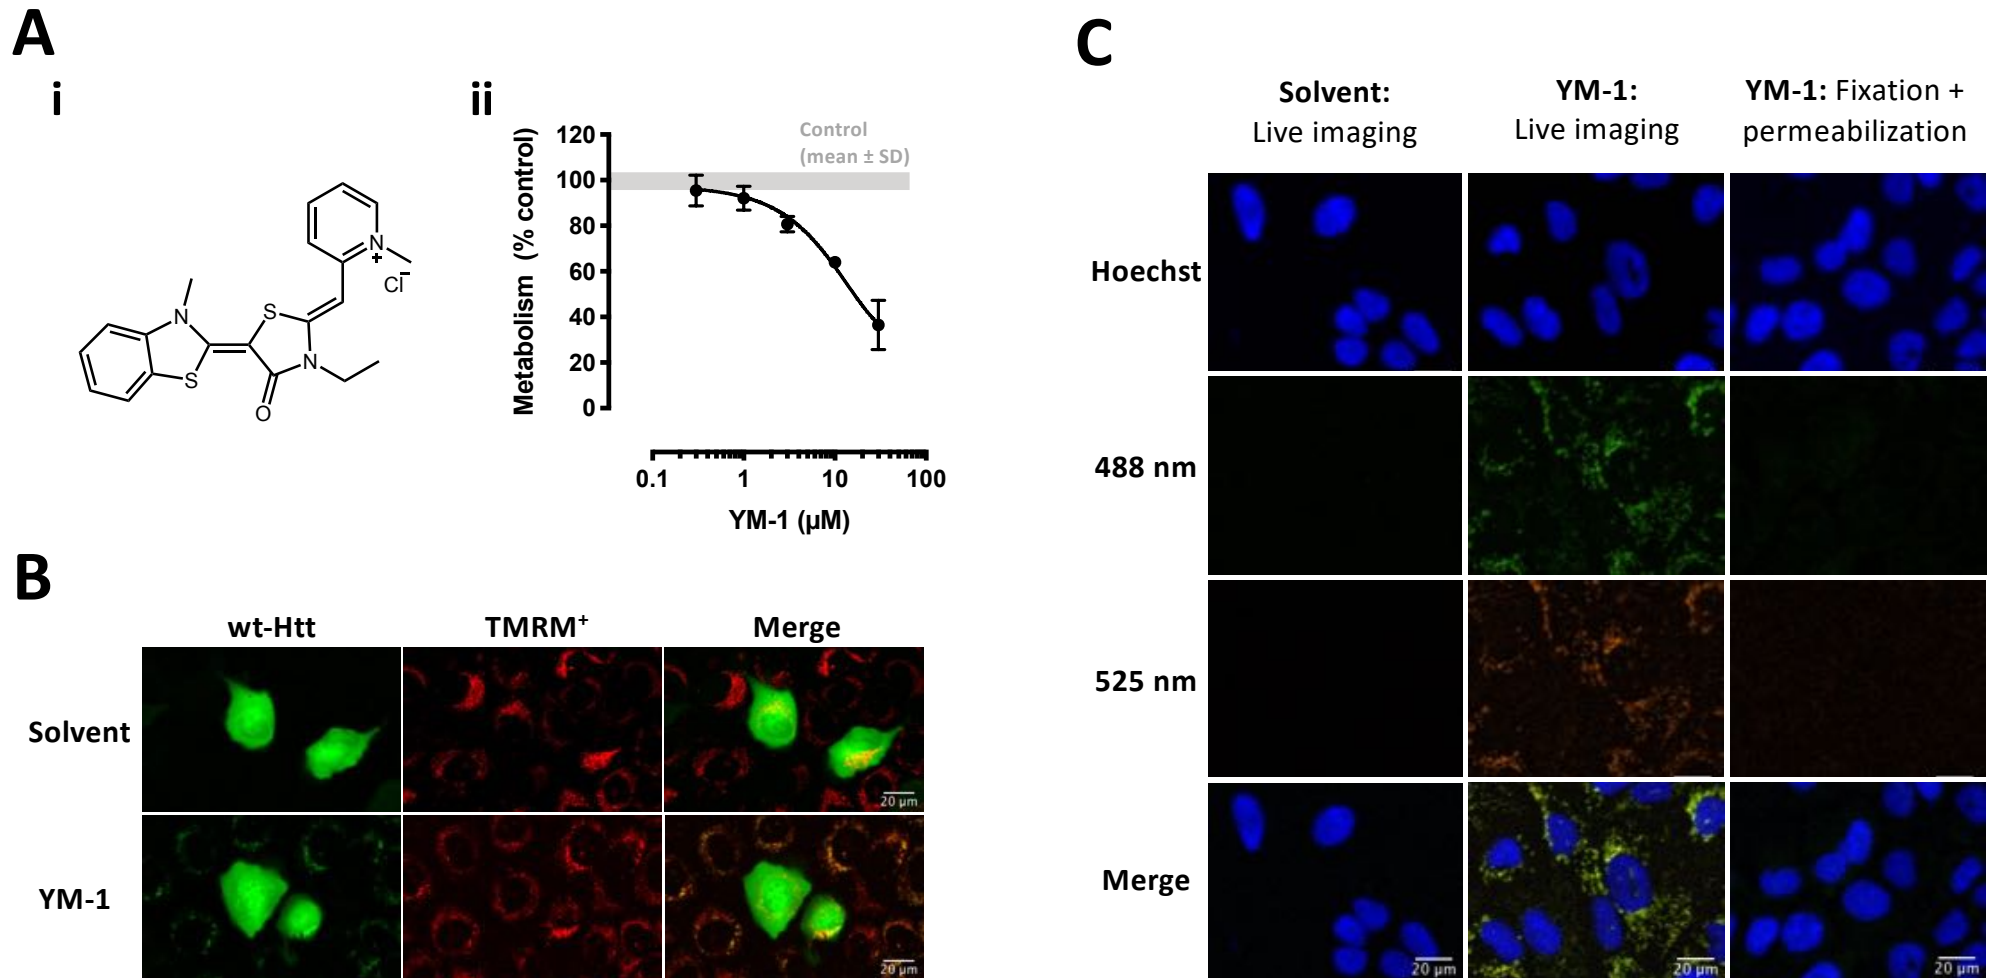 A
i
N
+
Cl
−
N
S
S
N
O
ii
Metabolism (% control)
120
100
80
60
40
20
0
Control
(mean ± SD)
0.1
1
10
100
YM-1 (µM)
B
wt-Htt
TMRM+
Merge
Solvent
20 µm
YM-1
20 µm
C
Solvent:
Live imaging
YM-1:
Live imaging
YM-1: Fixation +
permeabilization
Hoechst
488 nm
525 nm
Merge
20 µm
20 µm
20 µm